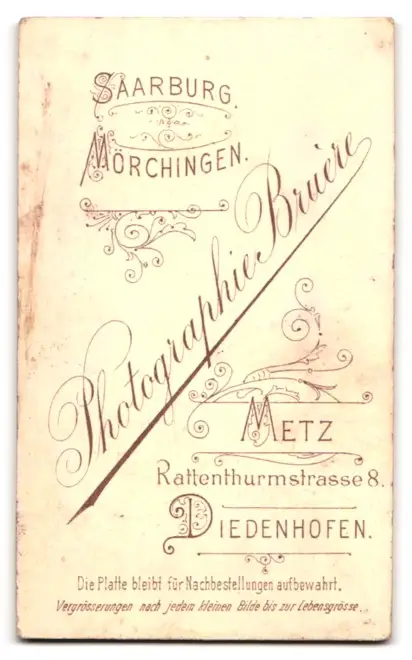 SAARBURG.
MÖRCHINGEN.
Photographie Bruère
METZ
Rattenthurmstrasse 8.
DIEDENHOFEN.
Die Platte bleibt für Nachbestellungen aufbewahrt.
Vergrösserungen nach jedem kleinen Bilde bis zur Lebensgrösse.